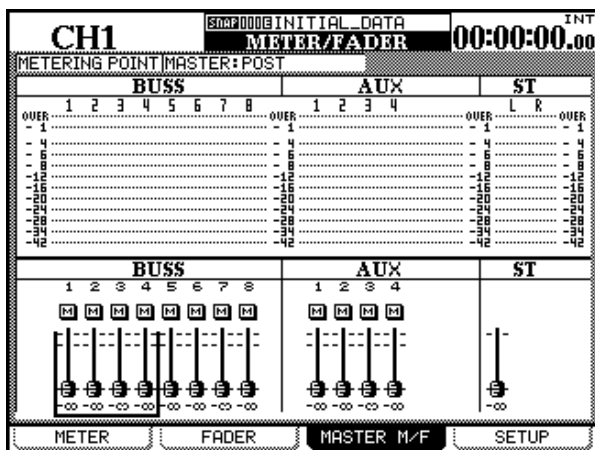 CH1
SNAP000 INITIAL_DATA
METER/FADER
INT
00:00:00.00
METERING POINT MASTER:POST
BUSS AUX ST
1 2 3 4 5 6 7 8 1 2 3 4 L R
OVER OVER OVER OVER
- 1 - 1 - 1 - 1
- 4 - 4 - 4 - 4
- 6 - 6 - 6 - 6
- 8 - 8 - 8 - 8
-12 -12 -12 -12
-16 -16 -16 -16
-20 -20 -20 -20
-24 -24 -24 -24
-28 -28 -28 -28
-34 -34 -34 -34
-42 -42 -42 -42
BUSS AUX ST
1 2 3 4 5 6 7 8 1 2 3 4
M M M M M M M M M M M M
-∞ -∞ -∞ -∞ -∞ -∞ -∞ -∞ -∞ -∞ -∞ -∞ -∞
METER FADER MASTER M/F SETUP